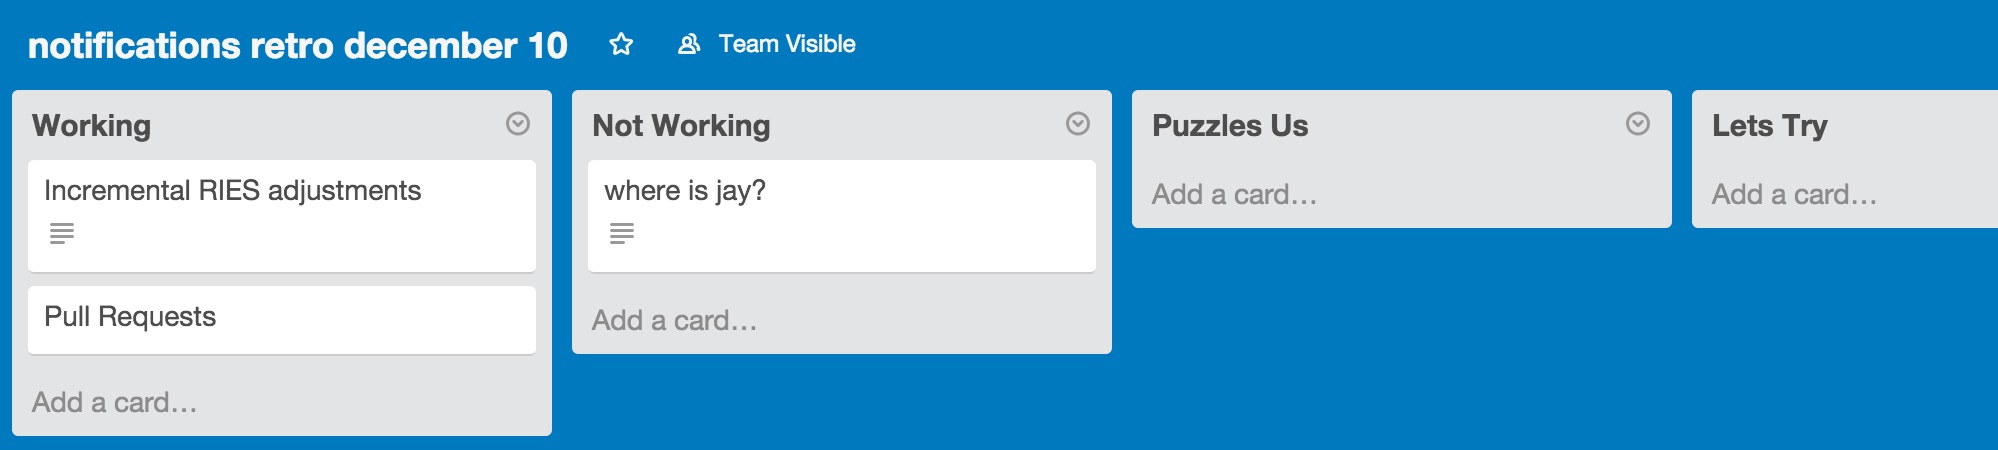 notifications retro december 10
Team Visible
Working
Incremental RIES adjustments
Pull Requests
Add a card...
Not Working
where is jay?
Add a card...
Puzzles Us
Add a card...
Lets Try
Add a card...